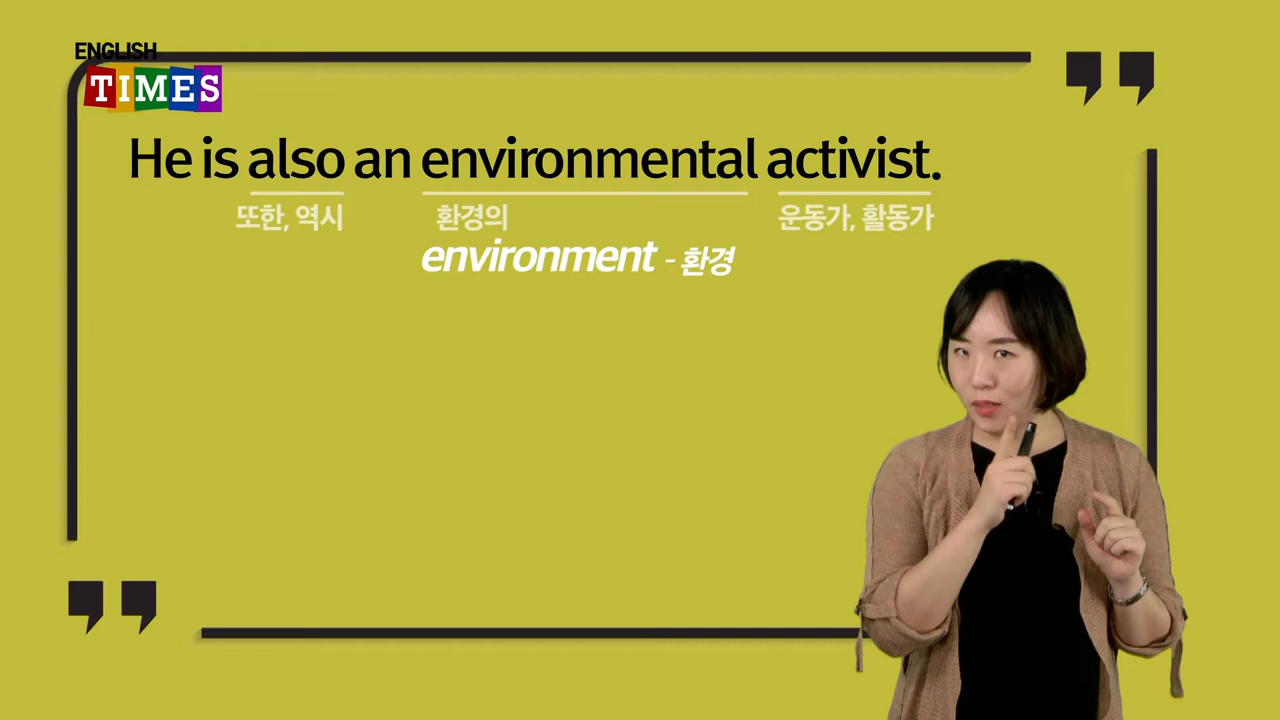 ENGLISH
TIMES
He is also an environmental activist.
또한, 역시 환경의 운동가, 활동가
environment - 환경